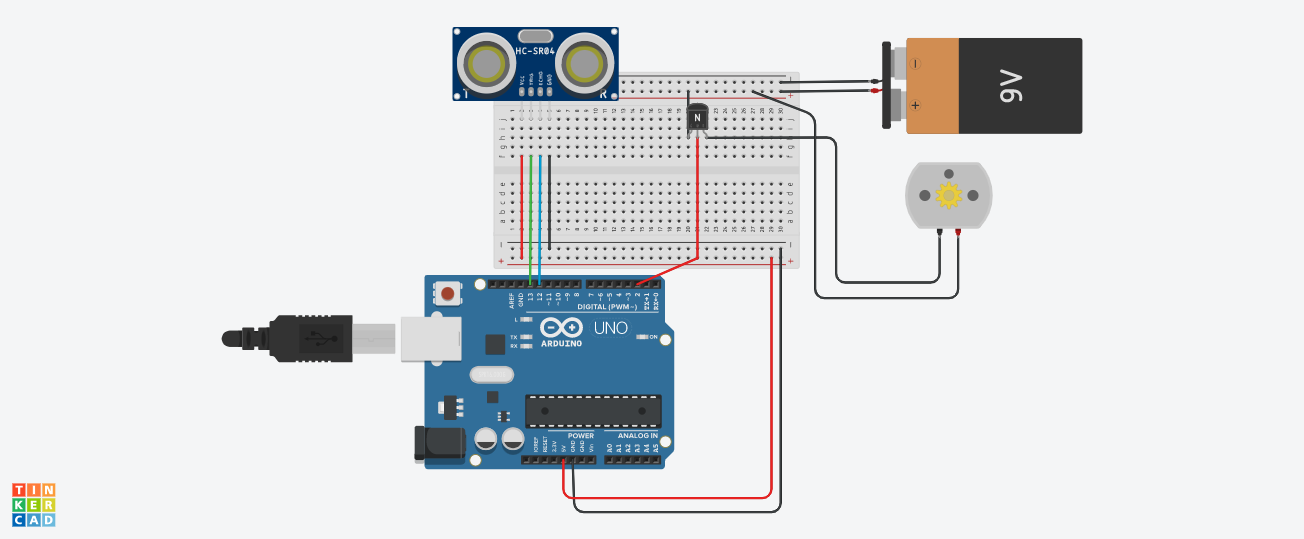 HC-SR04
VCC
TRIG
ECHO
GND
T
R
N
9V
AREF
GND
13
12
~11
~10
~9
8
7
~6
~5
4
~3
2
TX→1
RX←0
DIGITAL (PWM~)
L
TX
RX
UNO
ARDUINO
ON
POWER
ANALOG IN
IOREF
RESET
3.3V
5V
GND
GND
Vin
A0
A1
A2
A3
A4
A5
TIN
KER
CAD